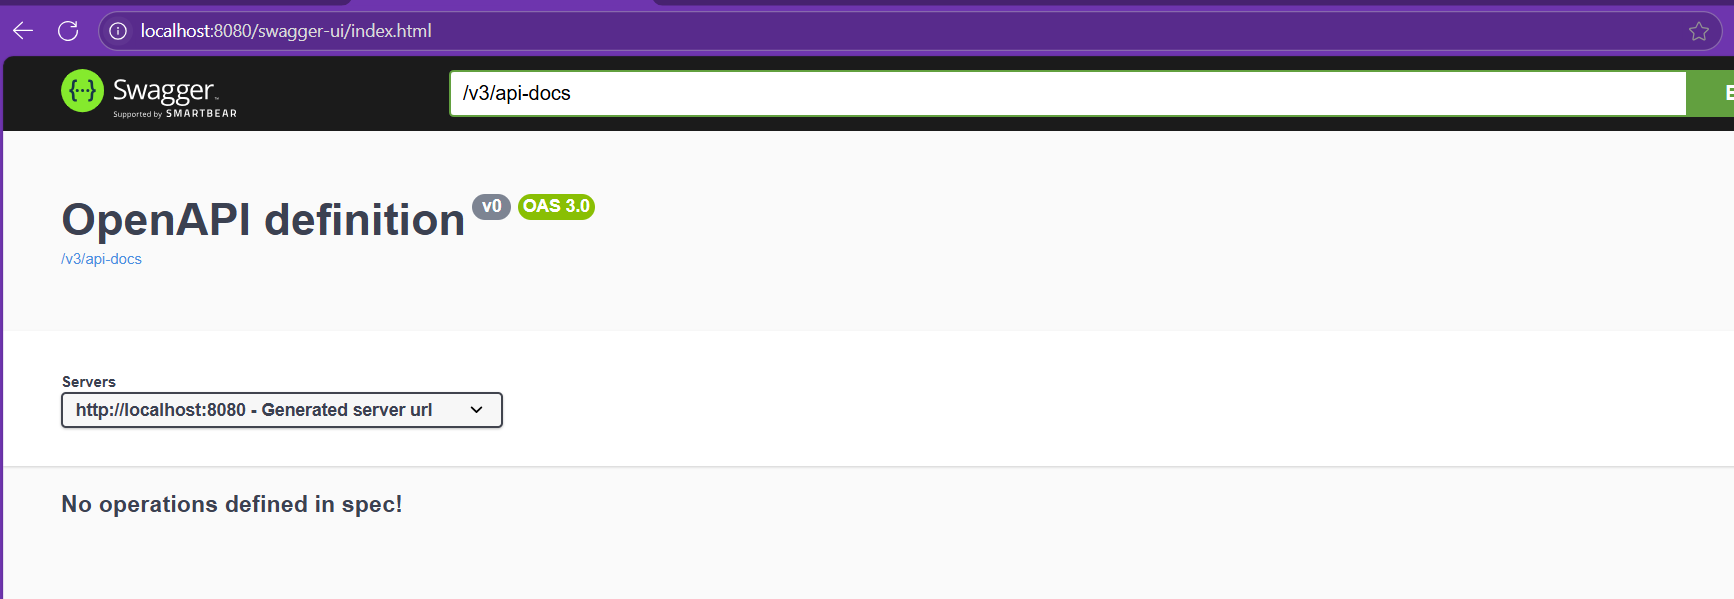 localhost:8080/swagger-ui/index.html
Swagger
Supported by SMARTBEAR
/v3/api-docs
OpenAPI definition v0 OAS 3.0
/v3/api-docs
Servers
http://localhost:8080 - Generated server url
No operations defined in spec!